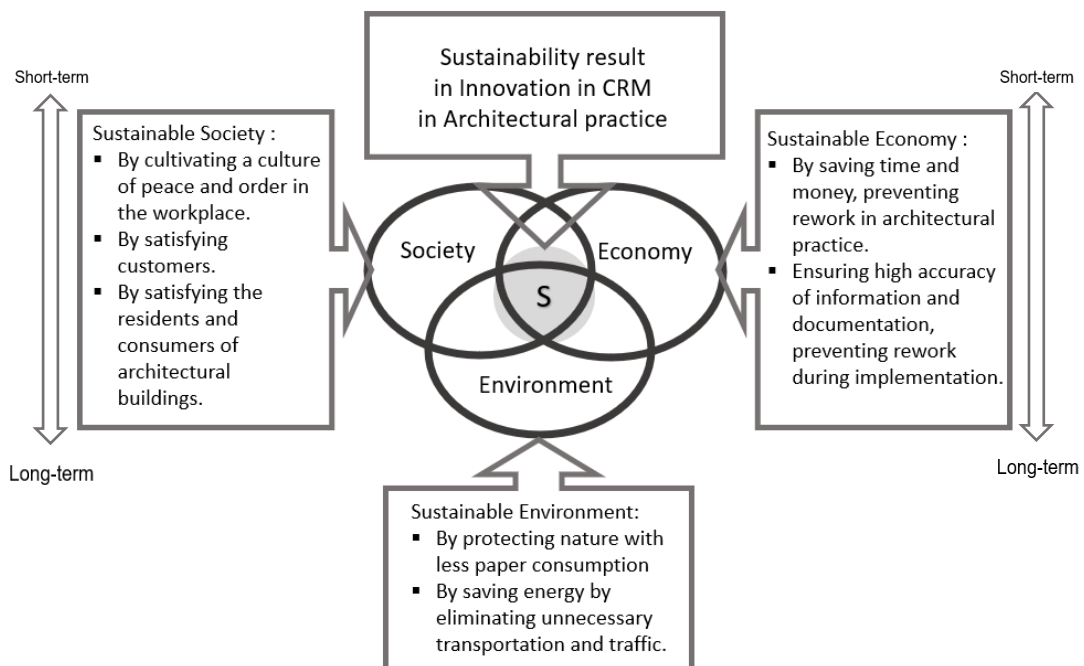 Sustainability result
in Innovation in CRM
in Architectural practice
Short-term
Sustainable Society :
▪ By cultivating a culture
of peace and order in
the workplace.
▪ By satisfying
customers.
▪ By satisfying the
residents and
consumers of
architectural
buildings.
Long-term
Society
Economy
S
Environment
Short-term
Sustainable Economy :
▪ By saving time and
money, preventing
rework in architectural
practice.
▪ Ensuring high accuracy
of information and
documentation,
preventing rework
during implementation.
Long-term
Sustainable Environment:
▪ By protecting nature with
less paper consumption
▪ By saving energy by
eliminating unnecessary
transportation and traffic.